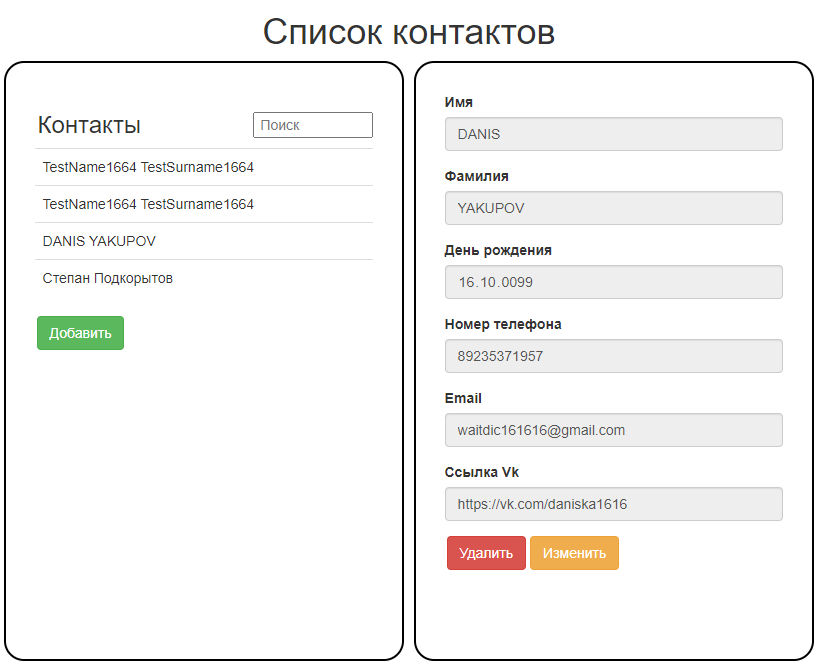 Список контактов
Контакты
Поиск
TestName1664 TestSurname1664
TestName1664 TestSurname1664
DANIS YAKUPOV
Степан Подкорытов
Добавить
Имя
DANIS
Фамилия
YAKUPOV
День рождения
16.10.0099
Номер телефона
89235371957
Email
waitdic161616@gmail.com
Ссылка Vk
https://vk.com/daniska1616
Удалить
Изменить